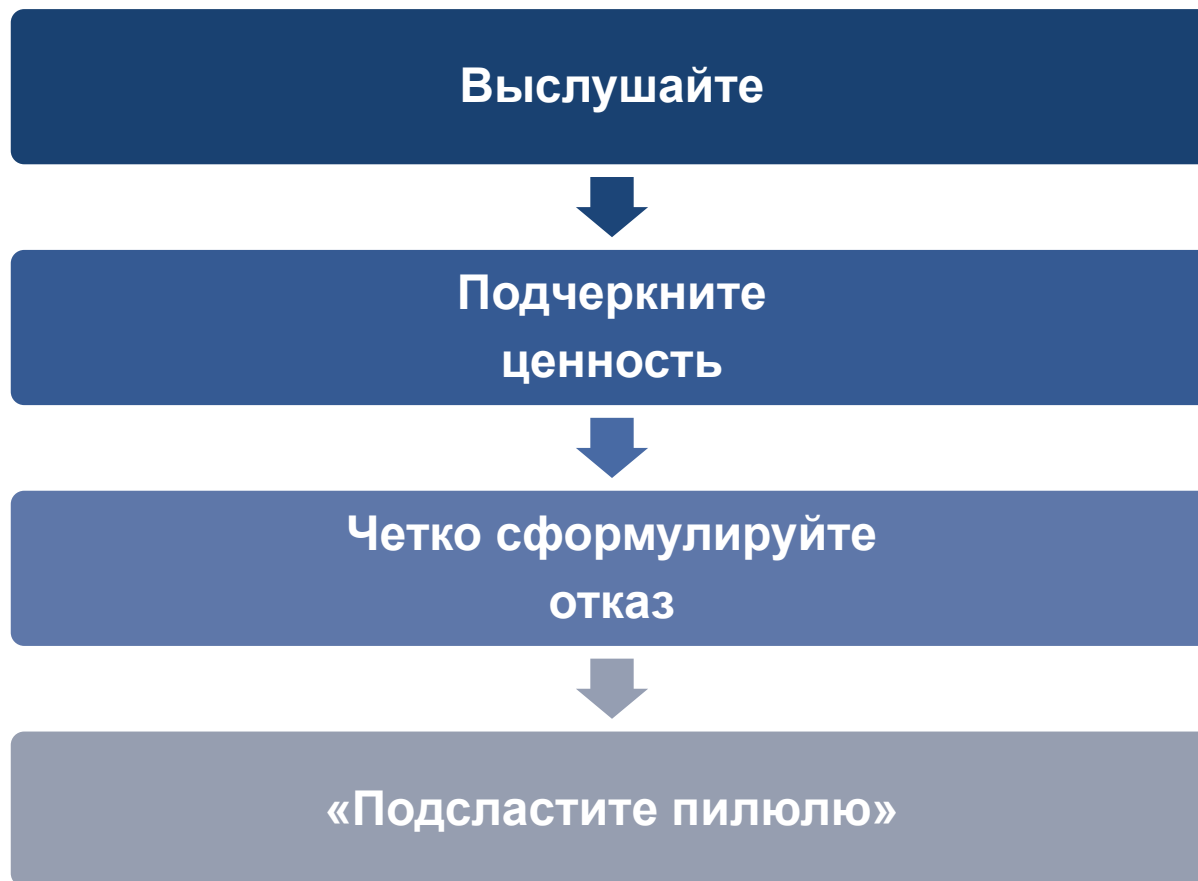 Выслушайте
Подчеркните
ценность
Четко сформулируйте
отказ
«Подсластите пилюлю»